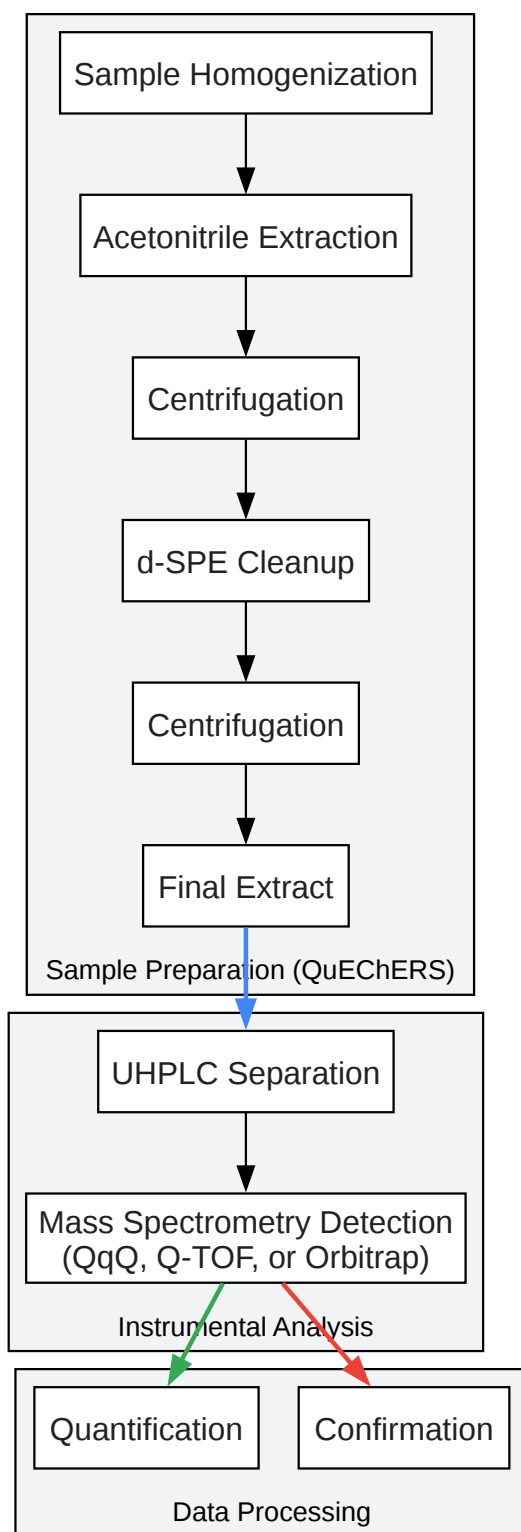 Sample Homogenization
Acetonitrile Extraction
Centrifugation
d-SPE Cleanup
Centrifugation
Final Extract
Sample Preparation (QuEChERS)
UHPLC Separation
Mass Spectrometry Detection
(QqQ, Q-TOF, or Orbitrap)
Instrumental Analysis
Quantification
Confirmation
Data Processing